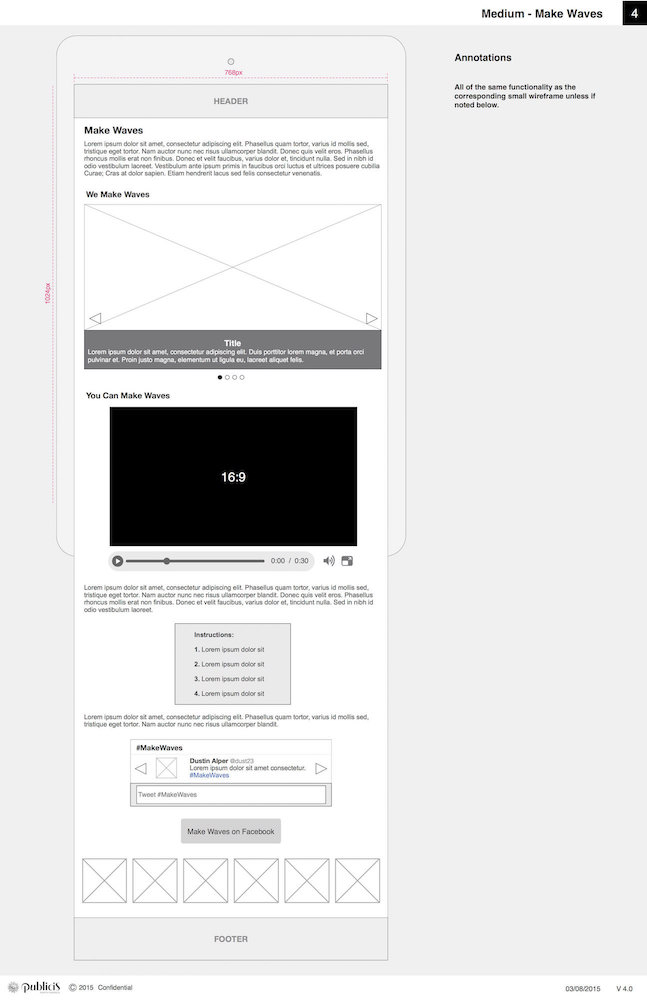 Medium - Make Waves
4
Annotations
All of the same functionality as the
corresponding small wireframe unless if
noted below.
768px
1024px
HEADER
Make Waves
Lorem ipsum dolor sit amet, consectetur adipiscing elit. Phasellus quam tortor, varius id mollis sed,
tristique eget tortor. Nam auctor nunc nec risus ullamcorper blandit. Donec quis velit eros. Phasellus
rhoncus mollis erat non finibus. Donec et velit faucibus, varius dolor et, tincidunt nulla. Sed in nibh id
odio vestibulum laoreet. Vestibulum ante ipsum primis in faucibus orci luctus et ultrices posuere cubilia
Curae; Cras at dolor sapien. Etiam hendrerit lacus sed felis consectetur venenatis.
We Make Waves
Title
Lorem ipsum dolor sit amet, consectetur adipiscing elit. Duis porttitor lorem magna, et porta orci
pulvinar et. Proin justo magna, elementum ut ligula eu, laoreet aliquet felis.
You Can Make Waves
16:9
0:00 / 0:30
Lorem ipsum dolor sit amet, consectetur adipiscing elit. Phasellus quam tortor, varius id mollis sed,
tristique eget tortor. Nam auctor nunc nec risus ullamcorper blandit. Donec quis velit eros. Phasellus
rhoncus mollis erat non finibus. Donec et velit faucibus, varius dolor et, tincidunt nulla. Sed in nibh id
odio vestibulum laoreet.
Instructions:
1. Lorem ipsum dolor sit
2. Lorem ipsum dolor sit
3. Lorem ipsum dolor sit
4. Lorem ipsum dolor sit
Lorem ipsum dolor sit amet, consectetur adipiscing elit. Phasellus quam tortor, varius id mollis sed,
tristique eget tortor. Nam auctor nunc nec risus ullamcorper blandit.
#MakeWaves
Dustin Alper @dust23
Lorem ipsum dolor sit amet consectetur.
#MakeWaves
Tweet #MakeWaves
Make Waves on Facebook
FOOTER
publicis
© 2015 Confidential
03/08/2015 V 4.0